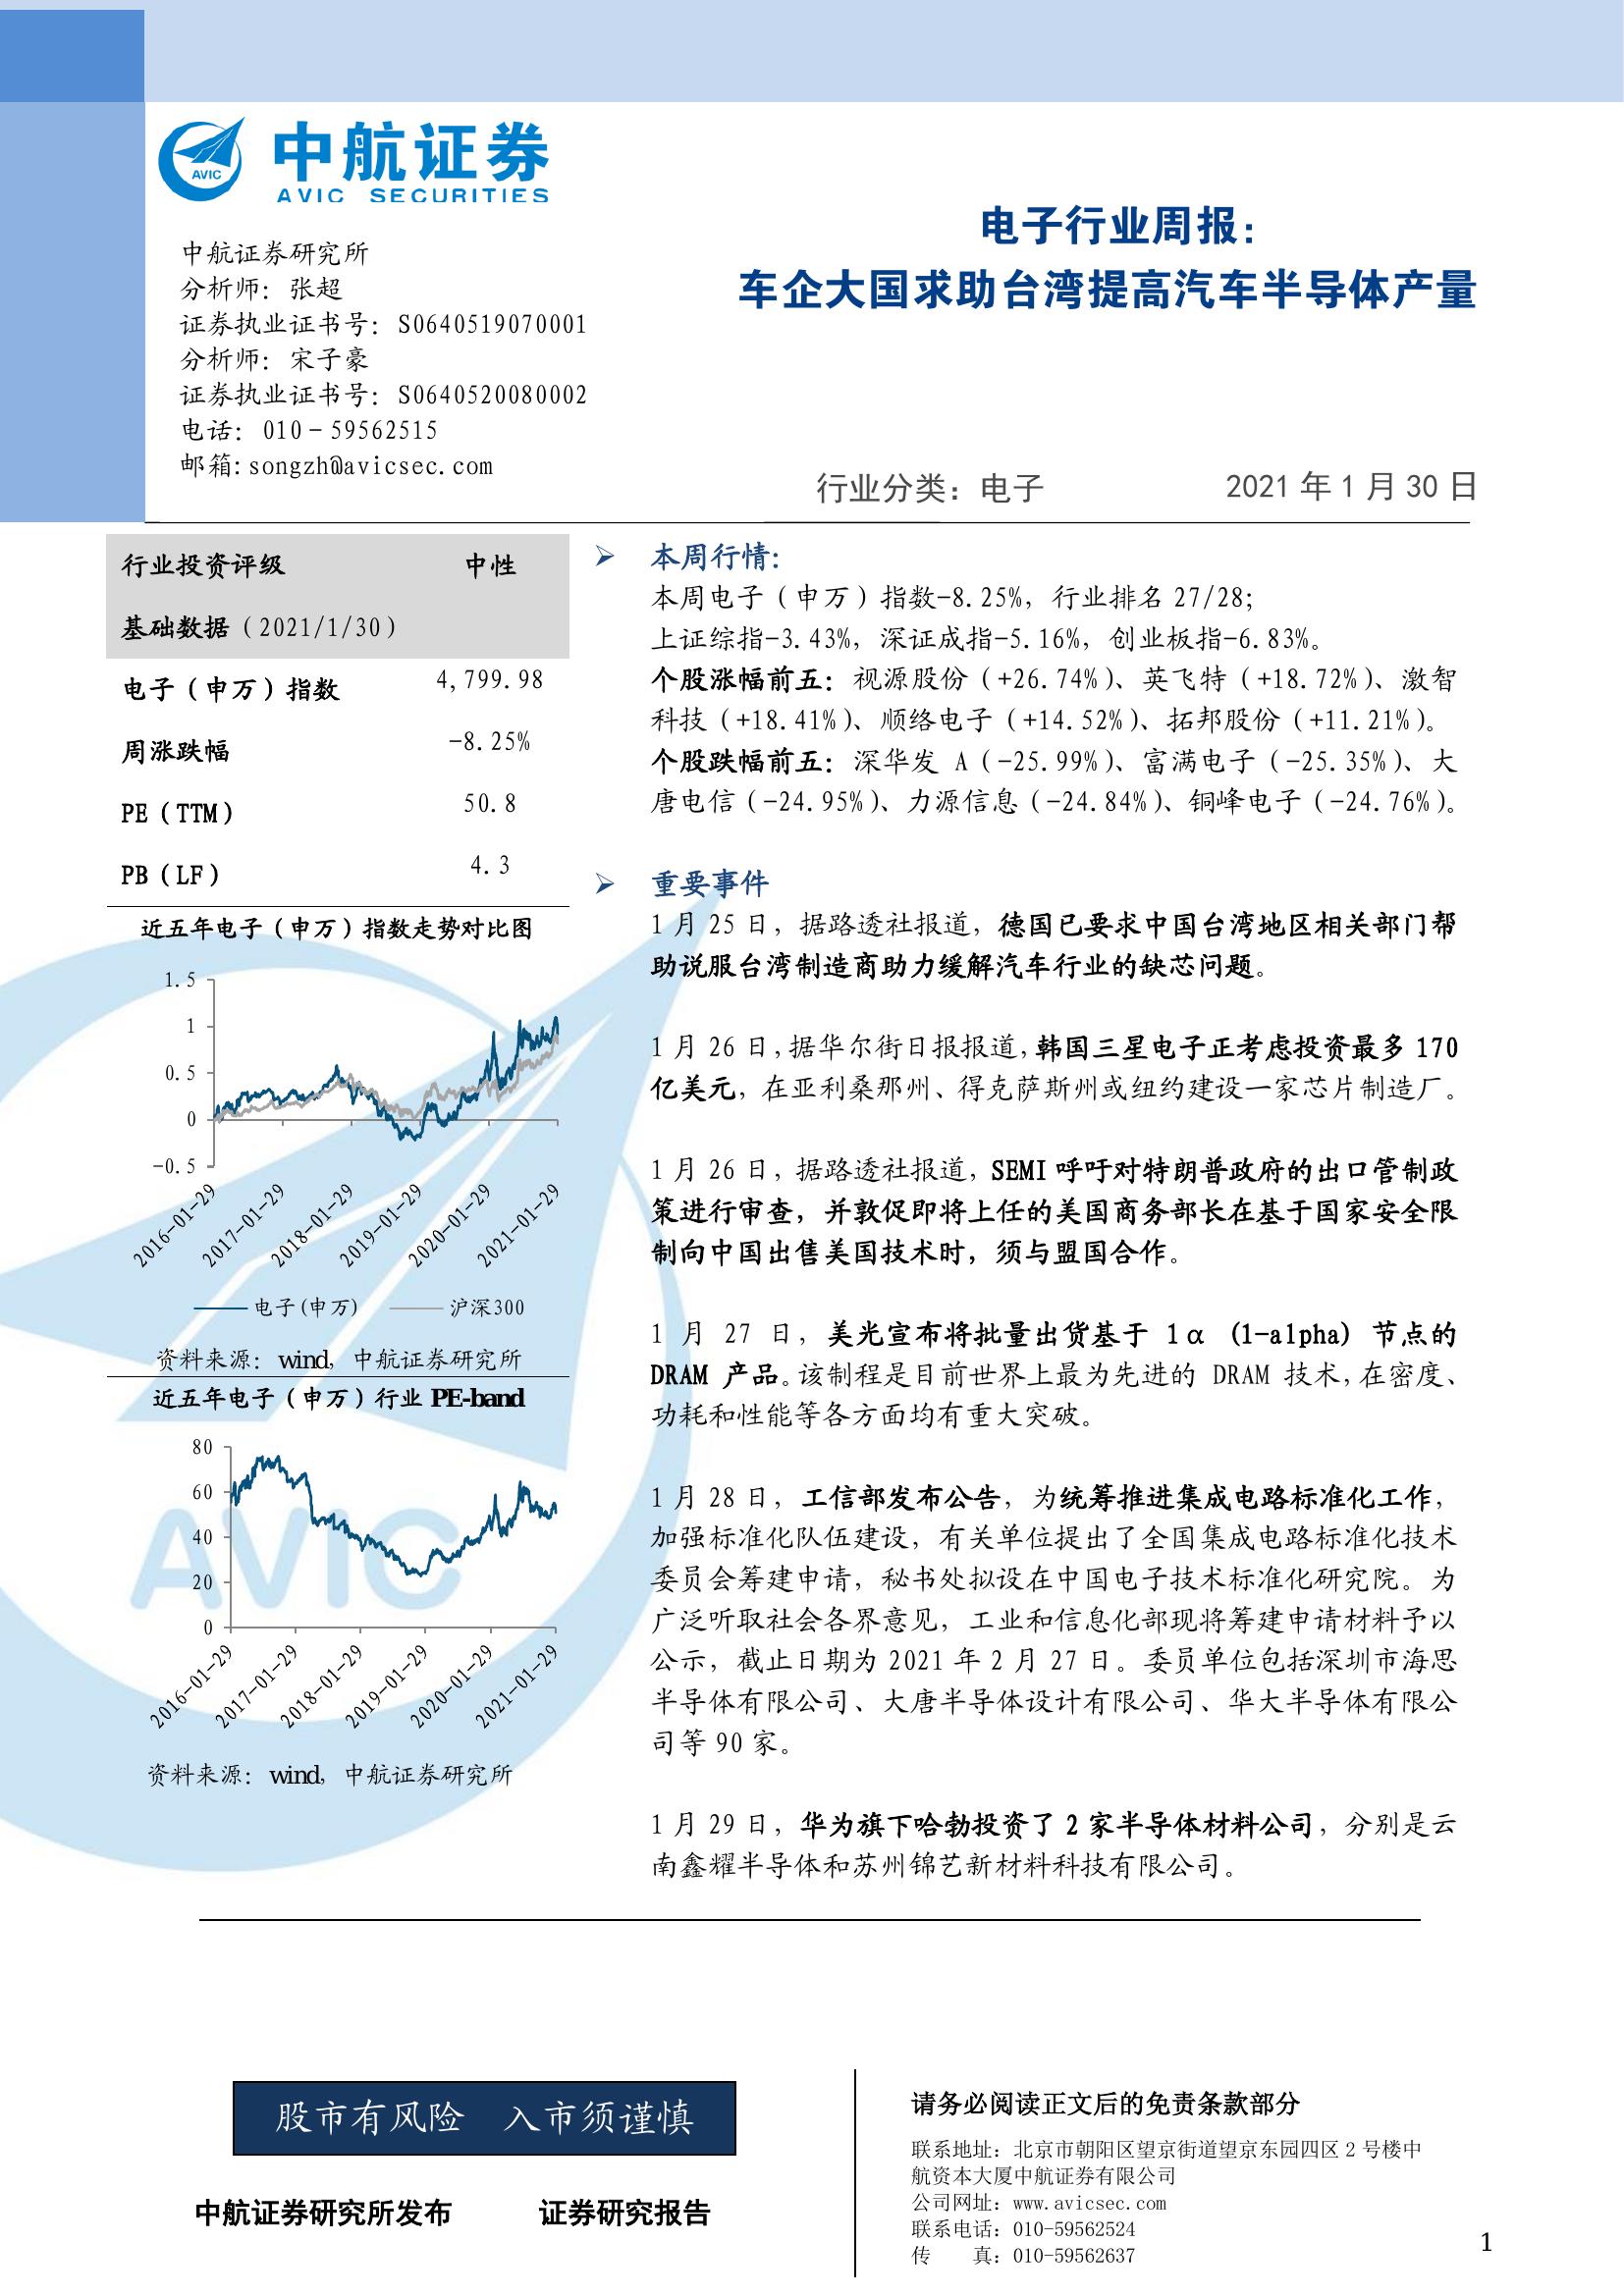 中航证券
AVIC SECURITIES
AVIC
电子行业周报：
车企大国求助台湾提高汽车半导体产量
中航证券研究所
分析师：张超
证券执业证书号：S0640519070001
分析师：宋子豪
证券执业证书号：S0640520080002
电话：010－59562515
邮箱:songzh@avicsec.com
行业分类：电子 2021 年 1 月 30 日
行业投资评级 中性
基础数据（2021/1/30）
电子（申万）指数 4,799.98
周涨跌幅 -8.25%
PE（TTM） 50.8
PB（LF） 4.3
近五年电子（申万）指数走势对比图
1.5
1
0.5
0
-0.5
2016-01-29
2017-01-29
2018-01-29
2019-01-29
2020-01-29
2021-01-29
电子(申万) 沪深300
资料来源：wind，中航证券研究所
近五年电子（申万）行业 PE-band
80
60
40
20
0
2016-01-29
2017-01-29
2018-01-29
2019-01-29
2020-01-29
2021-01-29
AVIC
资料来源：wind，中航证券研究所
➢ 本周行情：
本周电子（申万）指数-8.25%，行业排名 27/28；
上证综指-3.43%，深证成指-5.16%，创业板指-6.83%。
个股涨幅前五：视源股份（+26.74%）、英飞特（+18.72%）、激智
科技（+18.41%）、顺络电子（+14.52%）、拓邦股份（+11.21%）。
个股跌幅前五：深华发 A（-25.99%）、富满电子（-25.35%）、大
唐电信（-24.95%）、力源信息（-24.84%）、铜峰电子（-24.76%）。
➢ 重要事件
1 月 25 日，据路透社报道，德国已要求中国台湾地区相关部门帮
助说服台湾制造商助力缓解汽车行业的缺芯问题。
1 月 26 日,据华尔街日报报道,韩国三星电子正考虑投资最多 170
亿美元，在亚利桑那州、得克萨斯州或纽约建设一家芯片制造厂。
1 月 26 日，据路透社报道，SEMI 呼吁对特朗普政府的出口管制政
策进行审查，并敦促即将上任的美国商务部长在基于国家安全限
制向中国出售美国技术时，须与盟国合作。
1 月 27 日，美光宣布将批量出货基于 1α (1-alpha) 节点的
DRAM 产品。该制程是目前世界上最为先进的 DRAM 技术,在密度、
功耗和性能等各方面均有重大突破。
1 月 28 日，工信部发布公告，为统筹推进集成电路标准化工作，
加强标准化队伍建设，有关单位提出了全国集成电路标准化技术
委员会筹建申请，秘书处拟设在中国电子技术标准化研究院。为
广泛听取社会各界意见，工业和信息化部现将筹建申请材料予以
公示，截止日期为 2021 年 2 月 27 日。委员单位包括深圳市海思
半导体有限公司、大唐半导体设计有限公司、华大半导体有限公
司等 90 家。
1 月 29 日，华为旗下哈勃投资了 2 家半导体材料公司，分别是云
南鑫耀半导体和苏州锦艺新材料科技有限公司。
股市有风险 入市须谨慎
中航证券研究所发布 证券研究报告
请务必阅读正文后的免责条款部分
联系地址：北京市朝阳区望京街道望京东园四区 2 号楼中
航资本大厦中航证券有限公司
公司网址：www.avicsec.com
联系电话：010-59562524
传 真：010-59562637
1